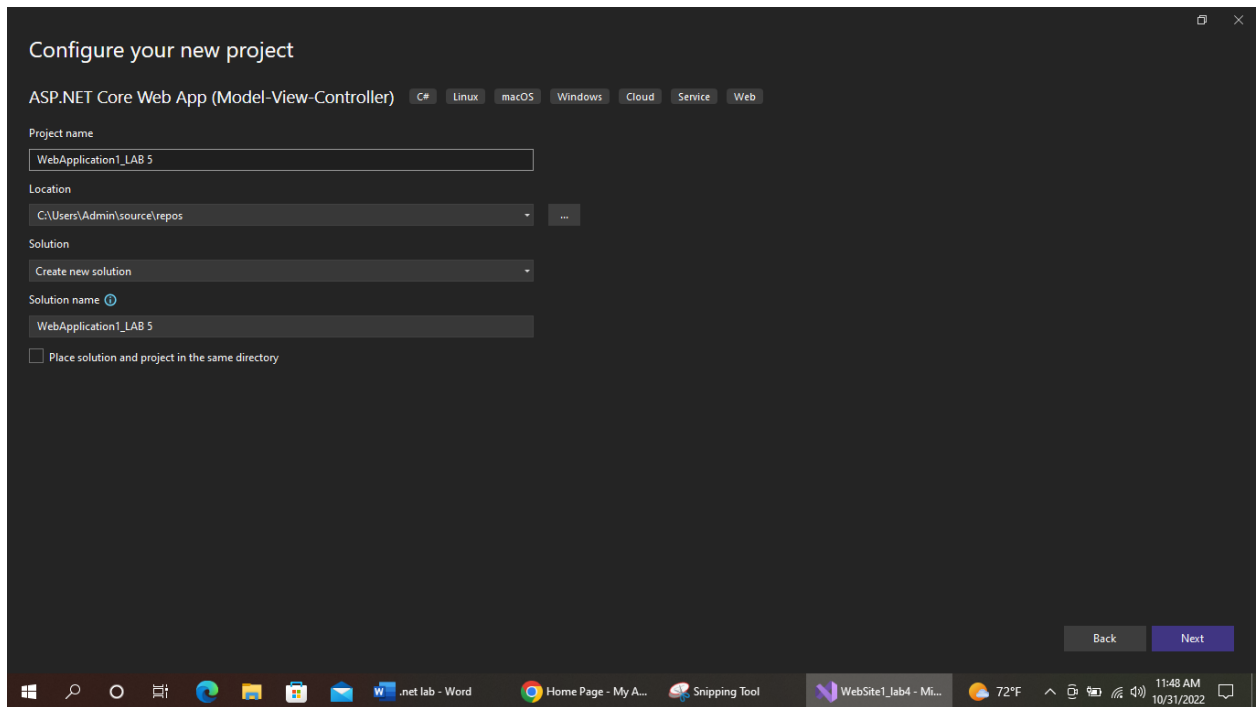 Configure your new project
ASP.NET Core Web App (Model-View-Controller) C# Linux macOS Windows Cloud Service Web
Project name
WebApplication1_LAB 5
Location
C:\Users\Admin\source\repos
...
Solution
Create new solution
Solution name
WebApplication1_LAB 5
Place solution and project in the same directory
Back Next
.net lab - Word Home Page - My A... Snipping Tool WebSite1_lab4 - Mi... 72°F 11:48 AM
10/31/2022